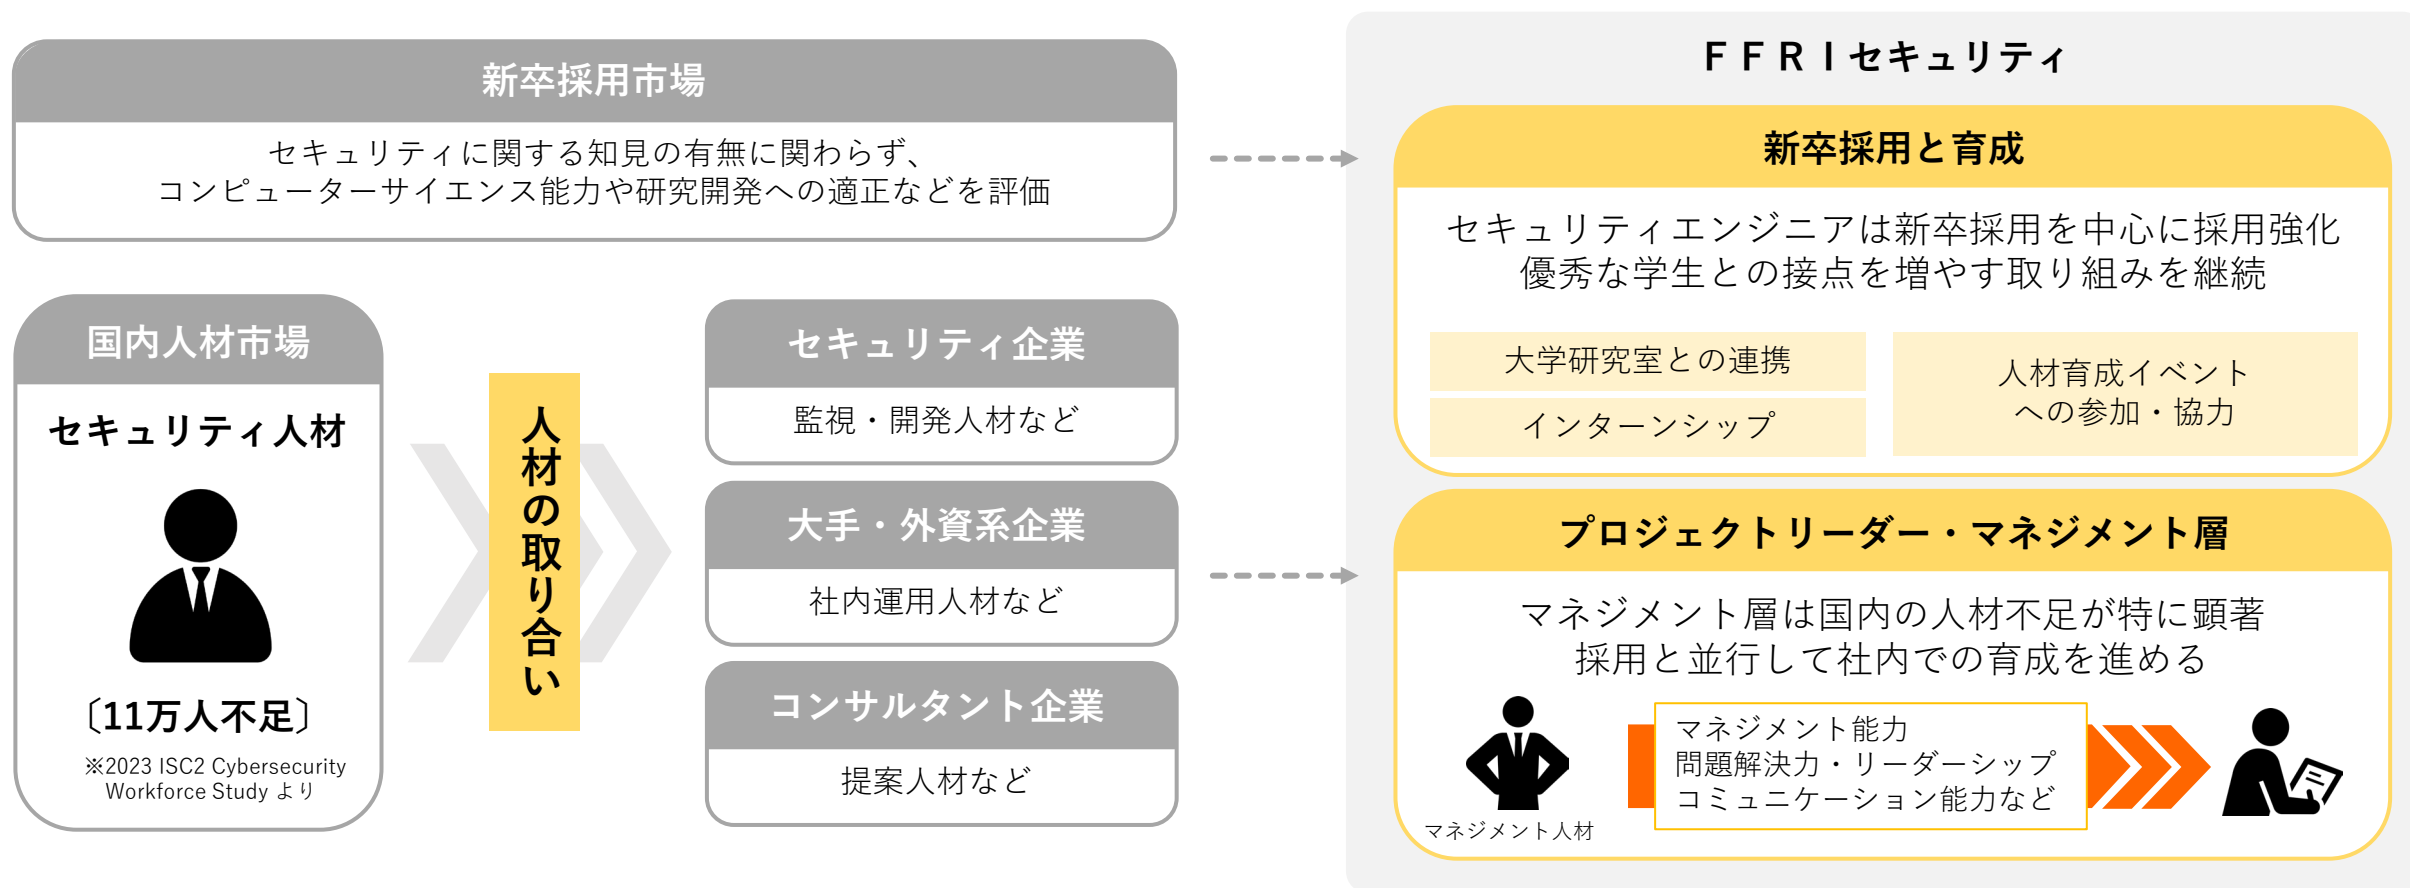 新卒採用市場
セキュリティに関する知見の有無に関わらず、
コンピューターサイエンス能力や研究開発への適正などを評価
国内人材市場
セキュリティ人材
〔11万人不足〕
※2023 ISC2 Cybersecurity
Workforce Study より
人材の取り合い
セキュリティ企業
監視・開発人材など
大手・外資系企業
社内運用人材など
コンサルタント企業
提案人材など
ＦＦＲＩセキュリティ
新卒採用と育成
セキュリティエンジニアは新卒採用を中心に採用強化
優秀な学生との接点を増やす取り組みを継続
大学研究室との連携
インターンシップ
人材育成イベント
への参加・協力
プロジェクトリーダー・マネジメント層
マネジメント層は国内の人材不足が特に顕著
採用と並行して社内での育成を進める
マネジメント人材
マネジメント能力
問題解決力・リーダーシップ
コミュニケーション能力など